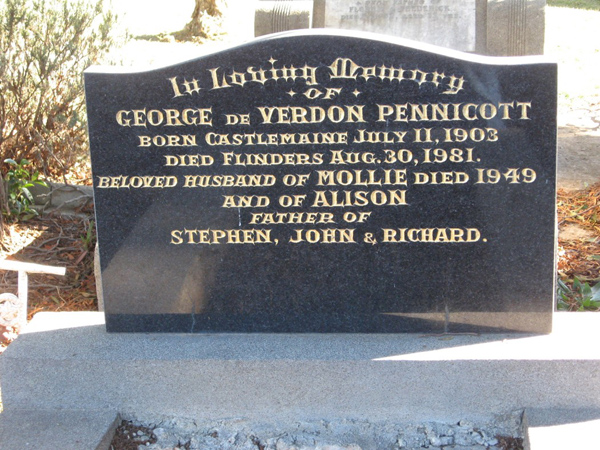 In Loving Memory
· OF ·
GEORGE DE VERDON PENNICOTT
BORN CASTLEMAINE JULY 11, 1903
DIED FLINDERS AUG. 30, 1981.
BELOVED HUSBAND OF MOLLIE DIED 1949
AND OF ALISON
FATHER OF
STEPHEN, JOHN & RICHARD.